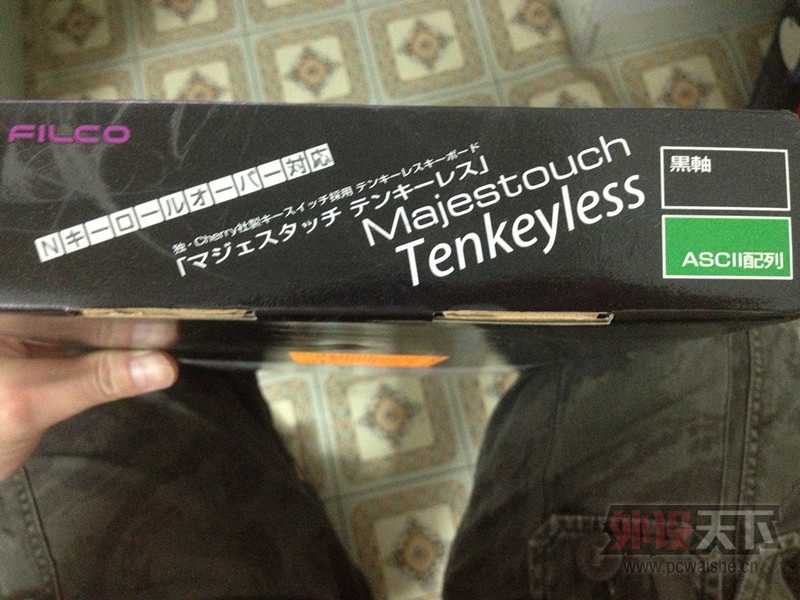 FILCO
Nキーロールオーバー対応
独・Cherry社製キースイッチ採用 テンキーレスキーボード
「マジェスタッチ テンキーレス」
Majestouch
Tenkeyless
黒軸
ASCII配列
外设天下
www.pcwaishe.cn